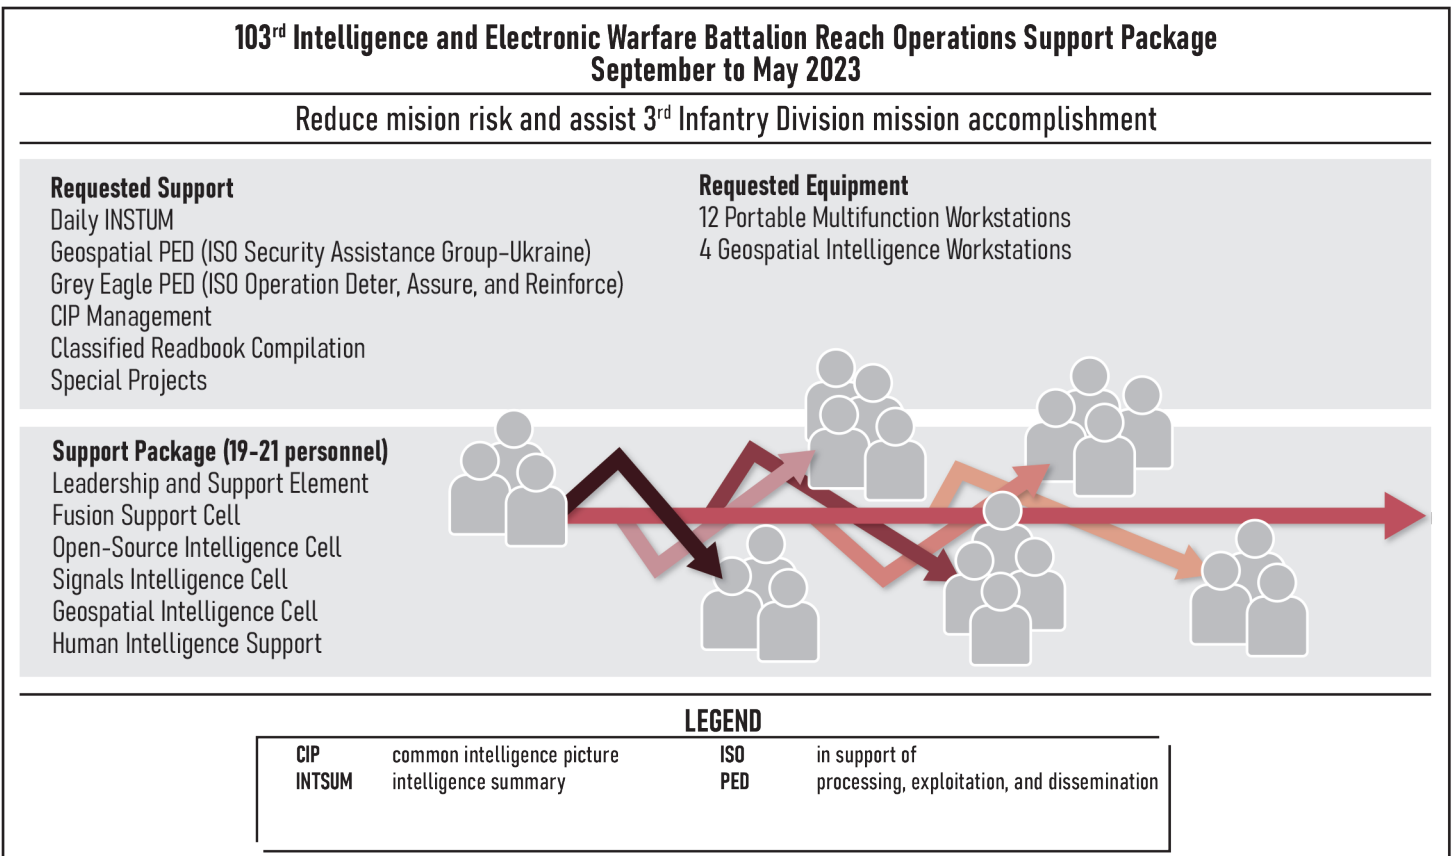 103rd Intelligence and Electronic Warfare Battalion Reach Operations Support Package
September to May 2023
Reduce mision risk and assist 3rd Infantry Division mission accomplishment
Requested Support
Daily INSTUM
Geospatial PED (ISO Security Assistance Group-Ukraine)
Grey Eagle PED (ISO Operation Deter, Assure, and Reinforce)
CIP Management
Classified Readbook Compilation
Special Projects
Requested Equipment
12 Portable Multifunction Workstations
4 Geospatial Intelligence Workstations
Support Package (19-21 personnel)
Leadership and Support Element
Fusion Support Cell
Open-Source Intelligence Cell
Signals Intelligence Cell
Geospatial Intelligence Cell
Human Intelligence Support
LEGEND
CIP common intelligence picture
INTSUM intelligence summary
ISO in support of
PED processing, exploitation, and dissemination